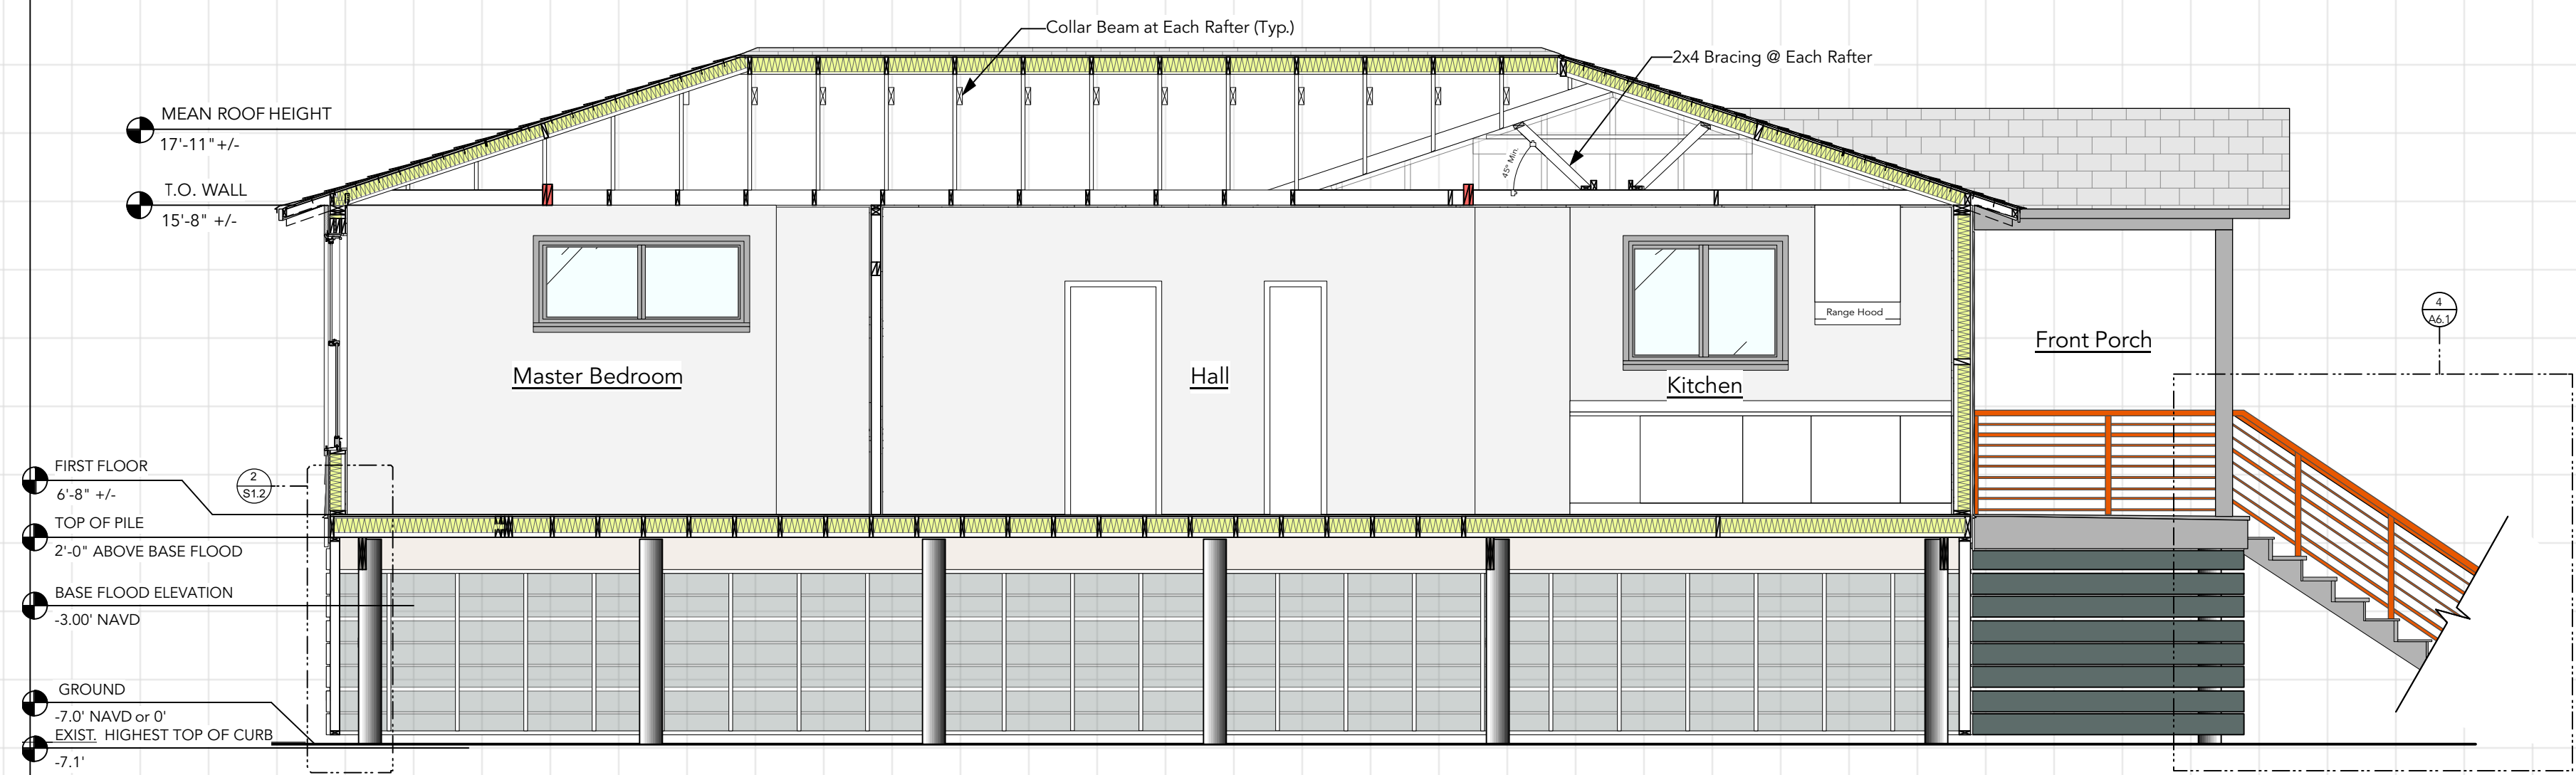 Collar Beam at Each Rafter (Typ.)
2x4 Bracing @ Each Rafter
MEAN ROOF HEIGHT
17'-11"+/-
45° Min.
T.O. WALL
15'-8" +/-
Range Hood
4
A6.1
Front Porch
Master Bedroom
Hall
Kitchen
FIRST FLOOR
6'-8" +/-
2
S1.2
TOP OF PILE
2'-0" ABOVE BASE FLOOD
BASE FLOOD ELEVATION
-3.00' NAVD
GROUND
-7.0' NAVD or 0'
EXIST. HIGHEST TOP OF CURB
-7.1'